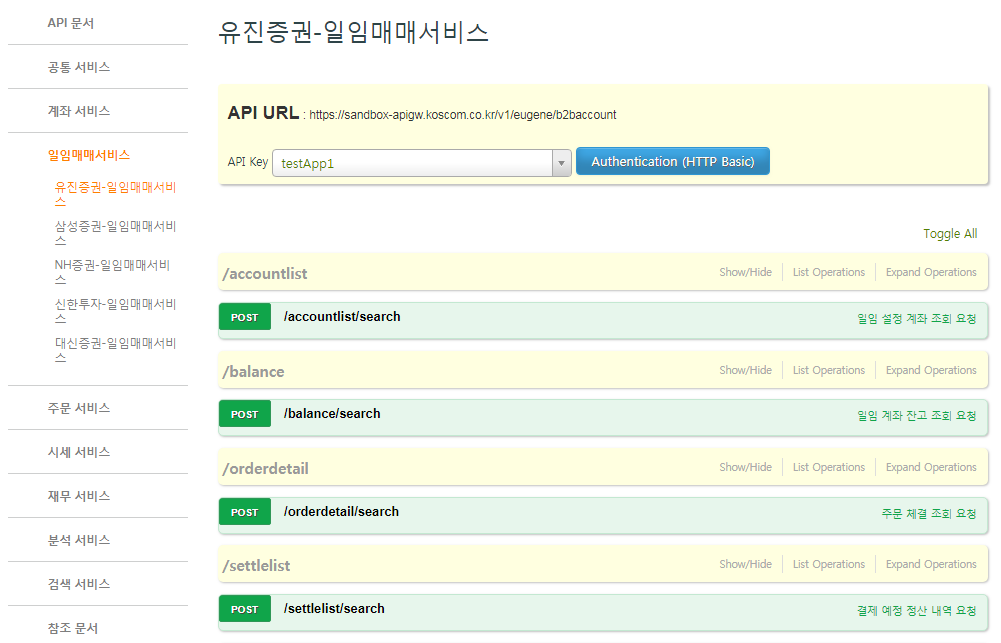 API 문서
공통 서비스
계좌 서비스
일임매매서비스
유진증권-일임매매서비
스
삼성증권-일임매매서비
스
NH증권-일임매매서비
스
신한투자-일임매매서비
스
대신증권-일임매매서비
스
주문 서비스
시세 서비스
재무 서비스
분석 서비스
검색 서비스
참조 문서
유진증권-일임매매서비스
API URL : https://sandbox-apigw.koscom.co.kr/v1/eugene/b2baccount
API Key testApp1 Authentication (HTTP Basic)
Toggle All
/accountlist Show/Hide List Operations Expand Operations
POST /accountlist/search 일임 설정 계좌 조회 요청
/balance Show/Hide List Operations Expand Operations
POST /balance/search 일임 계좌 잔고 조회 요청
/orderdetail Show/Hide List Operations Expand Operations
POST /orderdetail/search 주문 체결 조회 요청
/settlelist Show/Hide List Operations Expand Operations
POST /settlelist/search 결제 예정 정산 내역 요청